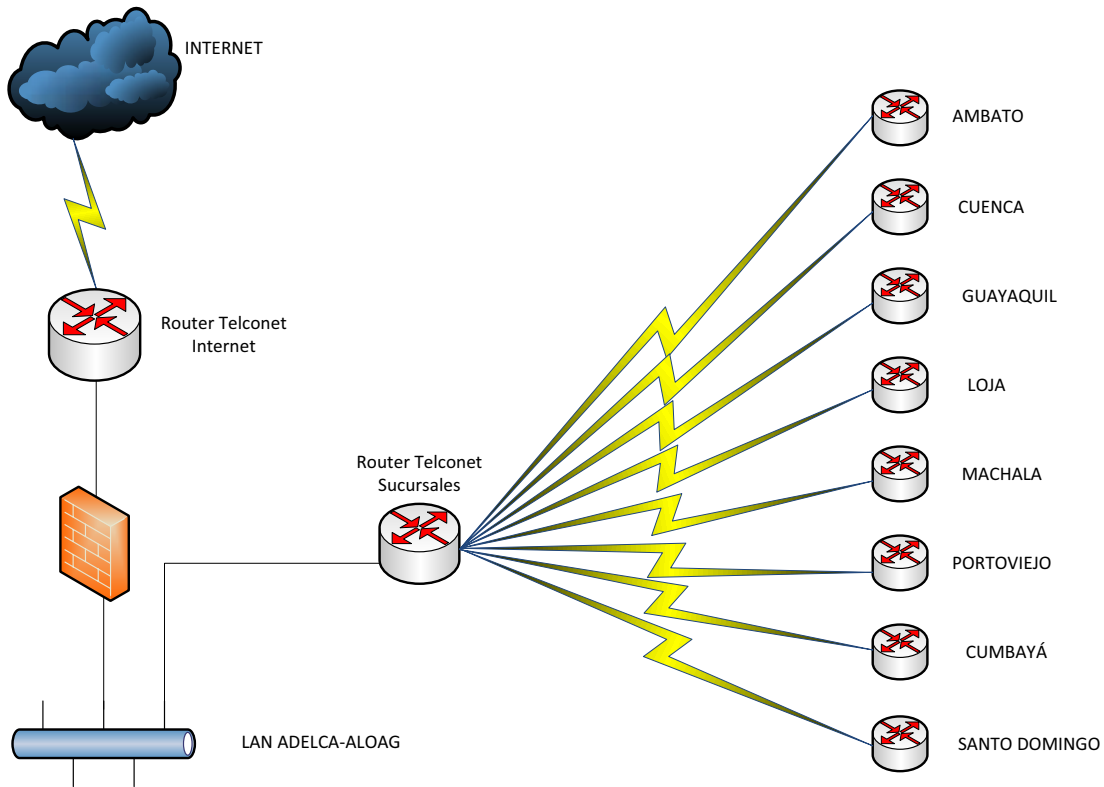 INTERNET
AMBATO
CUENCA
GUAYAQUIL
Router Telconet
Internet
LOJA
Router Telconet
Sucursales
MACHALA
PORTOVIEJO
CUMBAYÁ
LAN ADELCA-ALOAG
SANTO DOMINGO